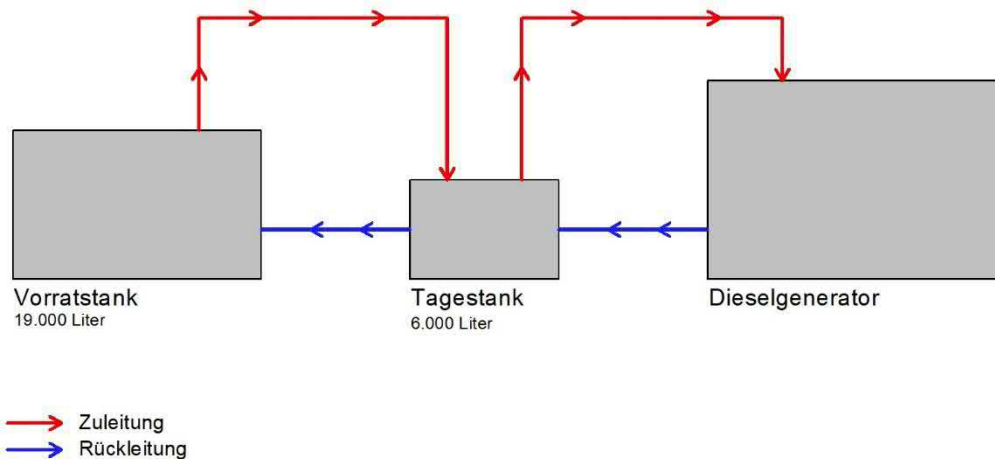 Vorratstank
19.000 Liter
Tagestank
6.000 Liter
Dieselgenerator
Zuleitung
Rückleitung